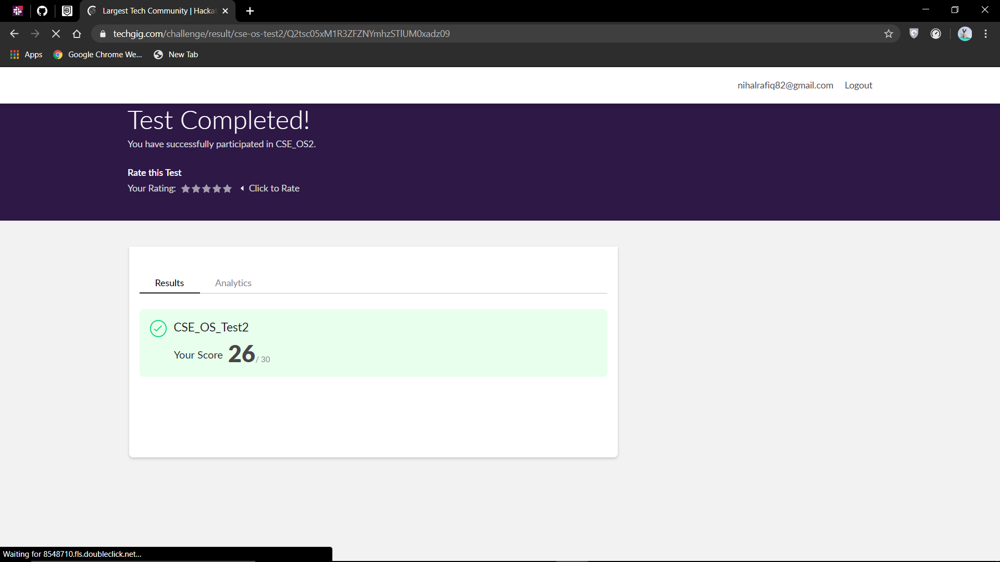 Largest Tech Community | Hacka
techgig.com/challenge/result/cse-os-test2/Q2tsc05xM1R3ZFZNYmhzSTlUM0xadz09
Apps
Google Chrome We...
New Tab
nihalrafiq82@gmail.com
Logout
Test Completed!
You have successfully participated in CSE_OS2.
Rate this Test
Your Rating:
Click to Rate
Results
Analytics
CSE_OS_Test2
Your Score 26 / 30
Waiting for 8548710.fls.doubleclick.net...